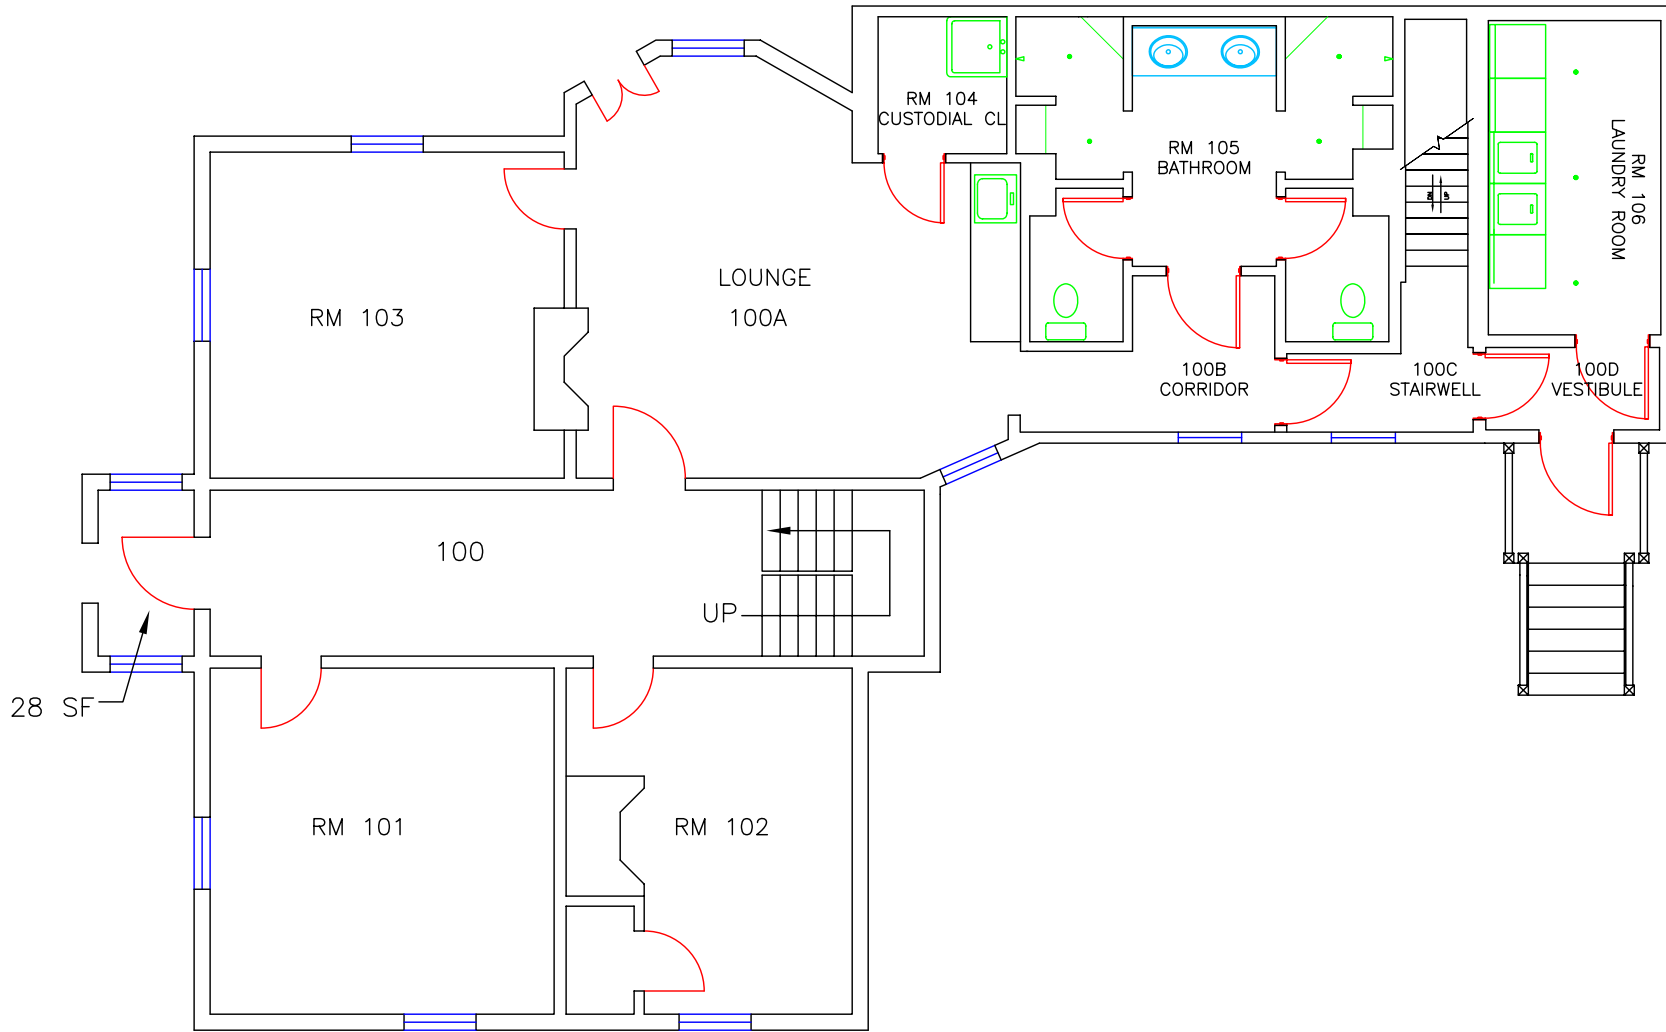 RM 104
CUSTODIAL CL
RM 105
BATHROOM
RM 106
LAUNDRY ROOM
LOUNGE
100A
RM 103
100B
CORRIDOR
100C
STAIRWELL
100D
VESTIBULE
100
UP
28 SF
RM 101
RM 102